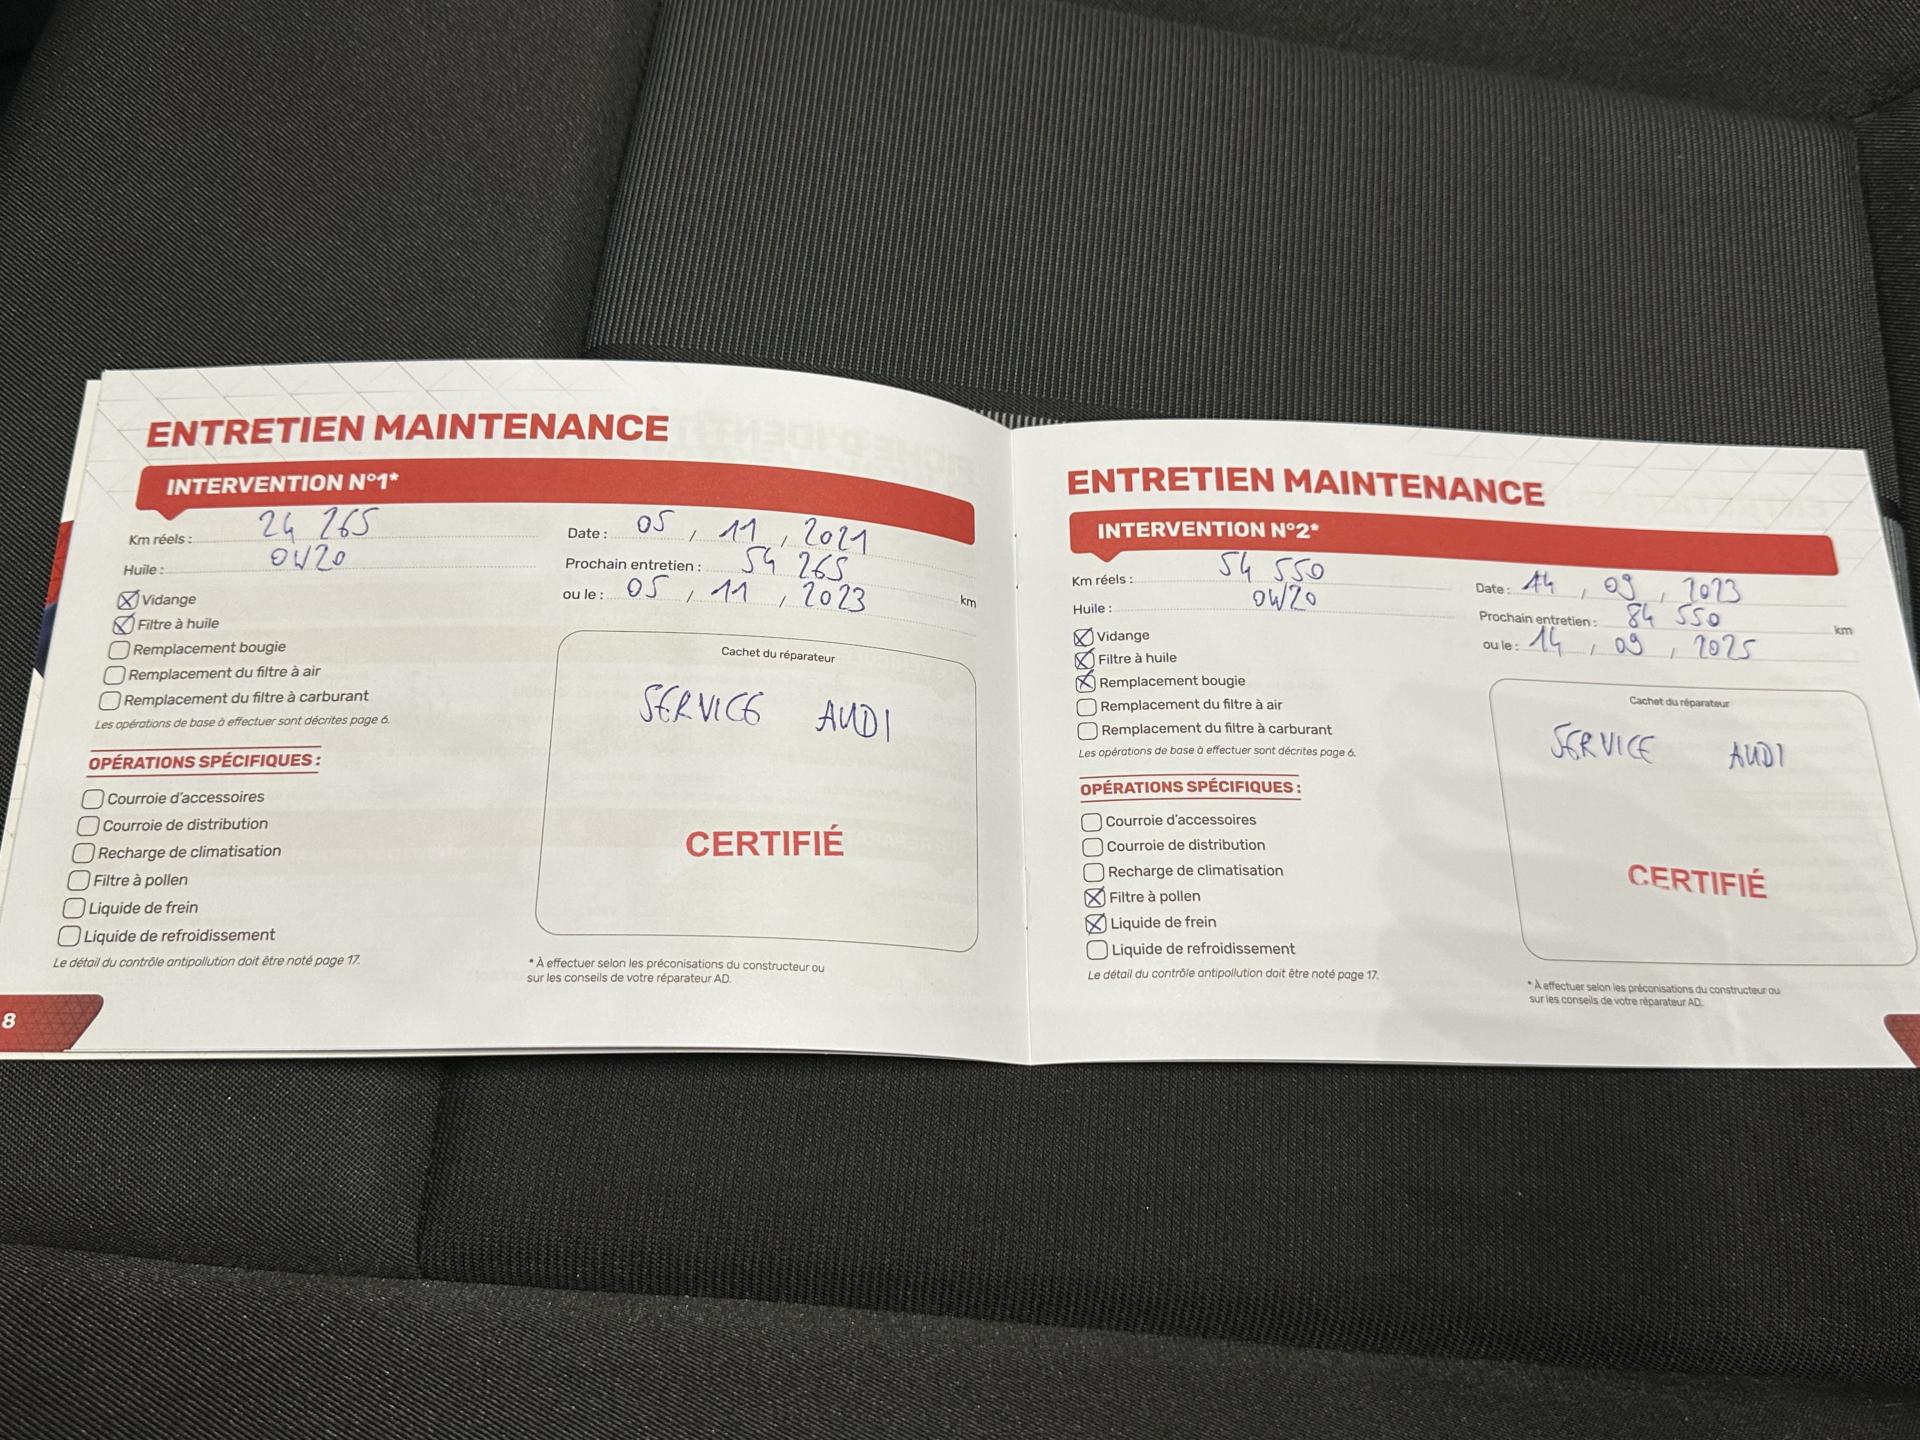 ENTRETIEN MAINTENANCE
INTERVENTION N°1*
Km réels : 24 265
Huile : 0W20
Date : 05 , 11 , 2021
Prochain entretien : 54 265 km
ou le : 05 , 11 , 2023
Vidange
Filtre à huile
Remplacement bougie
Remplacement du filtre à air
Remplacement du filtre à carburant
Les opérations de base à effectuer sont décrites page 6.
OPÉRATIONS SPÉCIFIQUES :
Courroie d'accessoires
Courroie de distribution
Recharge de climatisation
Filtre à pollen
Liquide de frein
Liquide de refroidissement
Le détail du contrôle antipollution doit être noté page 17.
Cachet du réparateur
SERVICE AUDI
CERTIFIÉ
* À effectuer selon les préconisations du constructeur ou
sur les conseils de votre réparateur AD.
8
ENTRETIEN MAINTENANCE
INTERVENTION N°2*
Km réels : 54 550
Huile : 0W20
Date : 14 , 09 , 2023
Prochain entretien : 84 550 km
ou le : 14 , 09 , 2025
Vidange
Filtre à huile
Remplacement bougie
Remplacement du filtre à air
Remplacement du filtre à carburant
Les opérations de base à effectuer sont décrites page 6.
OPÉRATIONS SPÉCIFIQUES :
Courroie d'accessoires
Courroie de distribution
Recharge de climatisation
Filtre à pollen
Liquide de frein
Liquide de refroidissement
Le détail du contrôle antipollution doit être noté page 17.
Cachet du réparateur
SERVICE AUDI
CERTIFIÉ
* À effectuer selon les préconisations du constructeur ou
sur les conseils de votre réparateur AD.